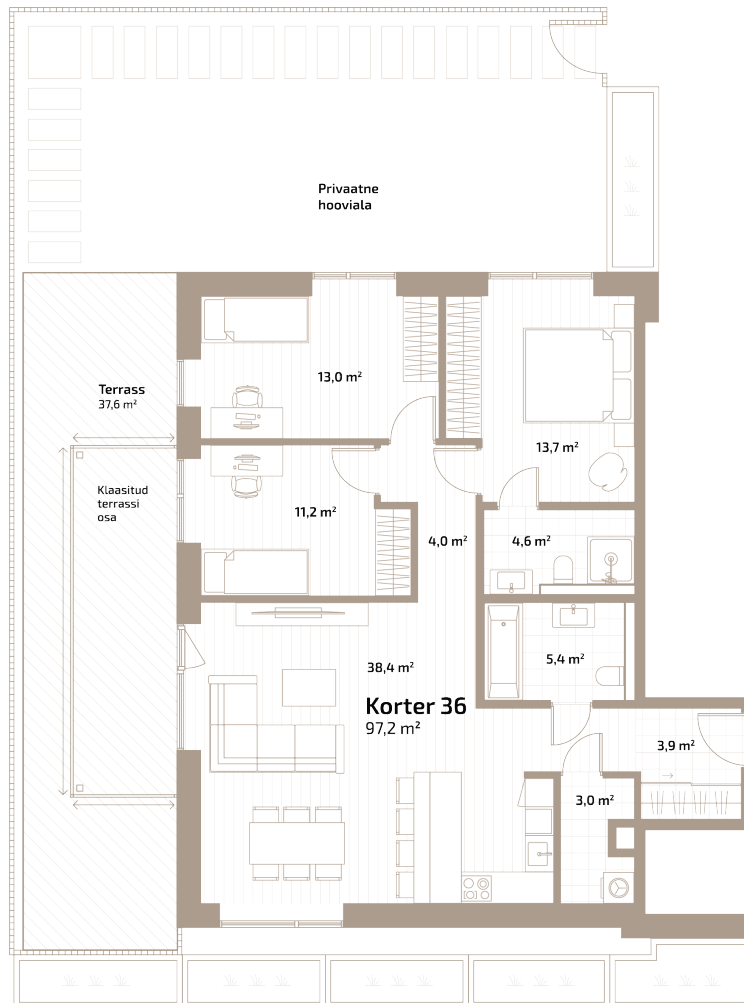 Privaatne
hooviala
13,0 m²
Terrass
37,6 m²
13,7 m²
Klaasitud
terrassi
osa
11,2 m²
4,0 m²
4,6 m²
5,4 m²
38,4 m²
Korter 36
97,2 m²
3,9 m²
3,0 m²